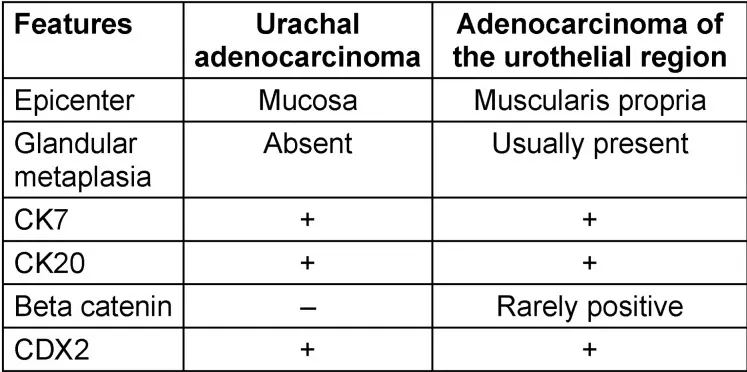 Features Urachal adenocarcinoma Adenocarcinoma of the urothelial region
Epicenter Mucosa Muscularis propria
Glandular metaplasia Absent Usually present
CK7 + +
CK20 + +
Beta catenin – Rarely positive
CDX2 + +